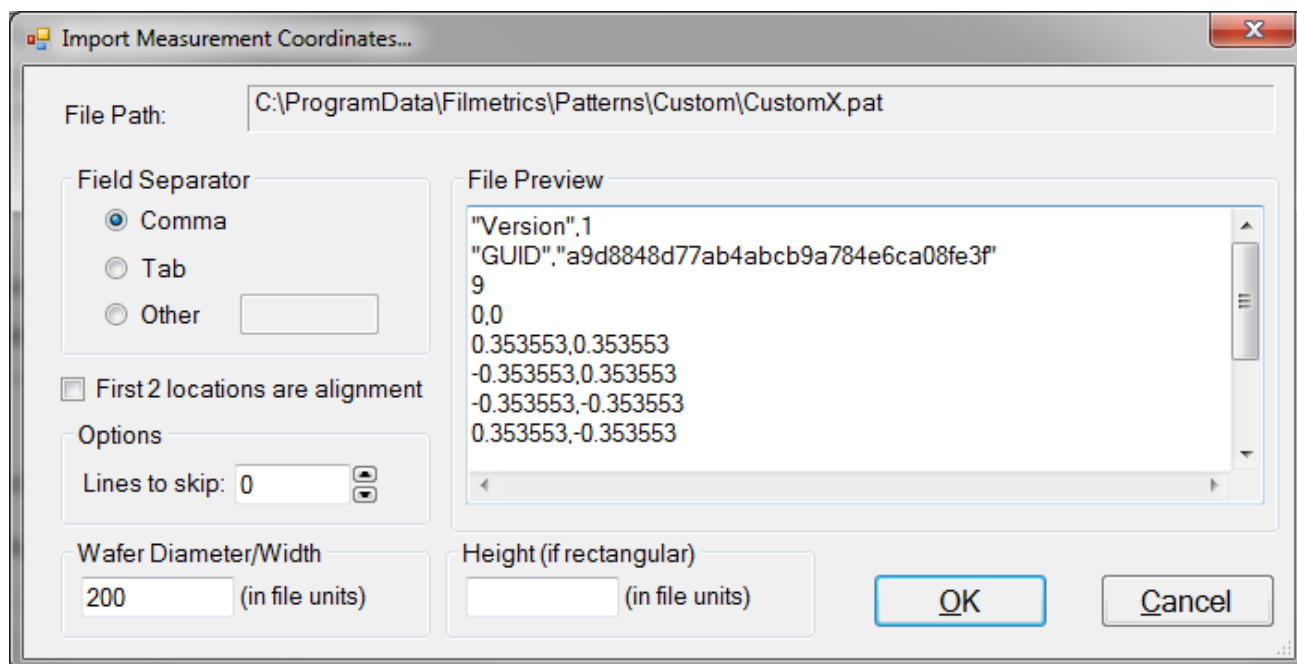 Import Measurement Coordinates...
File Path:
C:\ProgramData\Filmetrics\Patterns\Custom\CustomX.pat
Field Separator
Comma
Tab
Other
First 2 locations are alignment
Options
Lines to skip: 0
File Preview
"Version",1
"GUID","a9d8848d77ab4abcb9a784e6ca08fe3f"
9
0,0
0.353553,0.353553
-0.353553,0.353553
-0.353553,-0.353553
0.353553,-0.353553
Wafer Diameter/Width
200 (in file units)
Height (if rectangular)
(in file units)
OK
Cancel